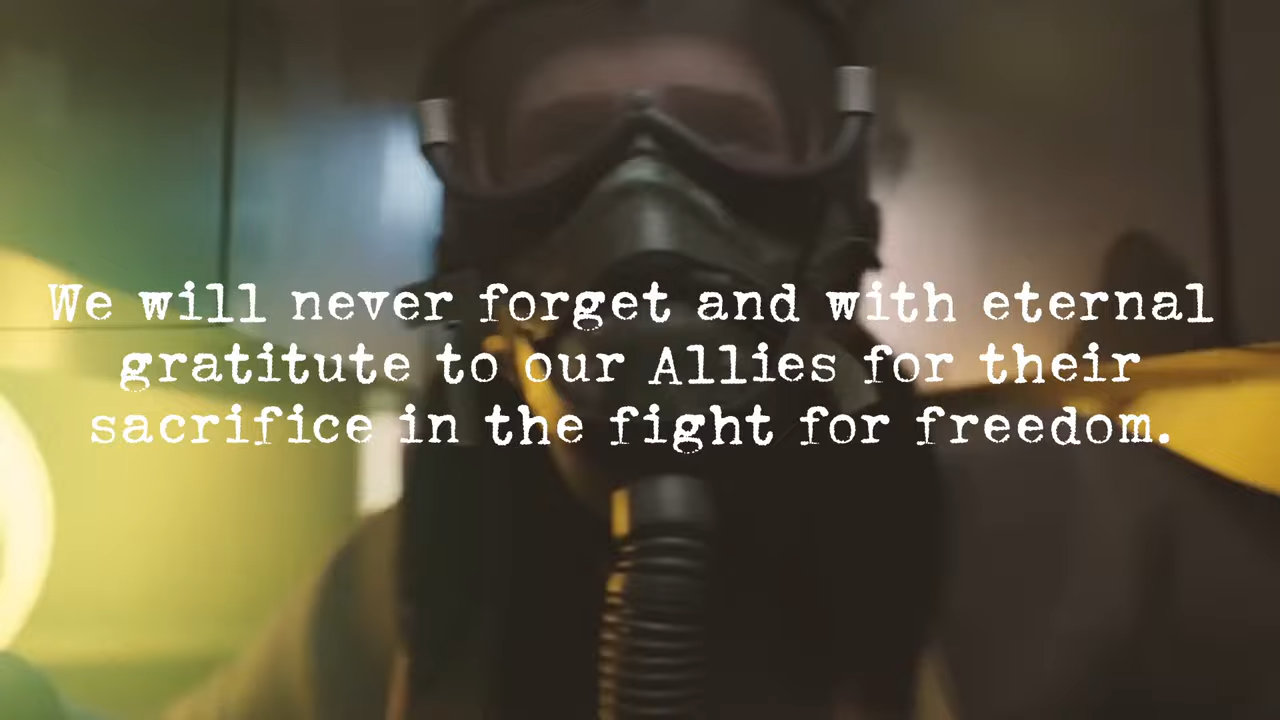 We will never forget and with eternal
gratitute to our Allies for their
sacrifice in the fight for freedom.